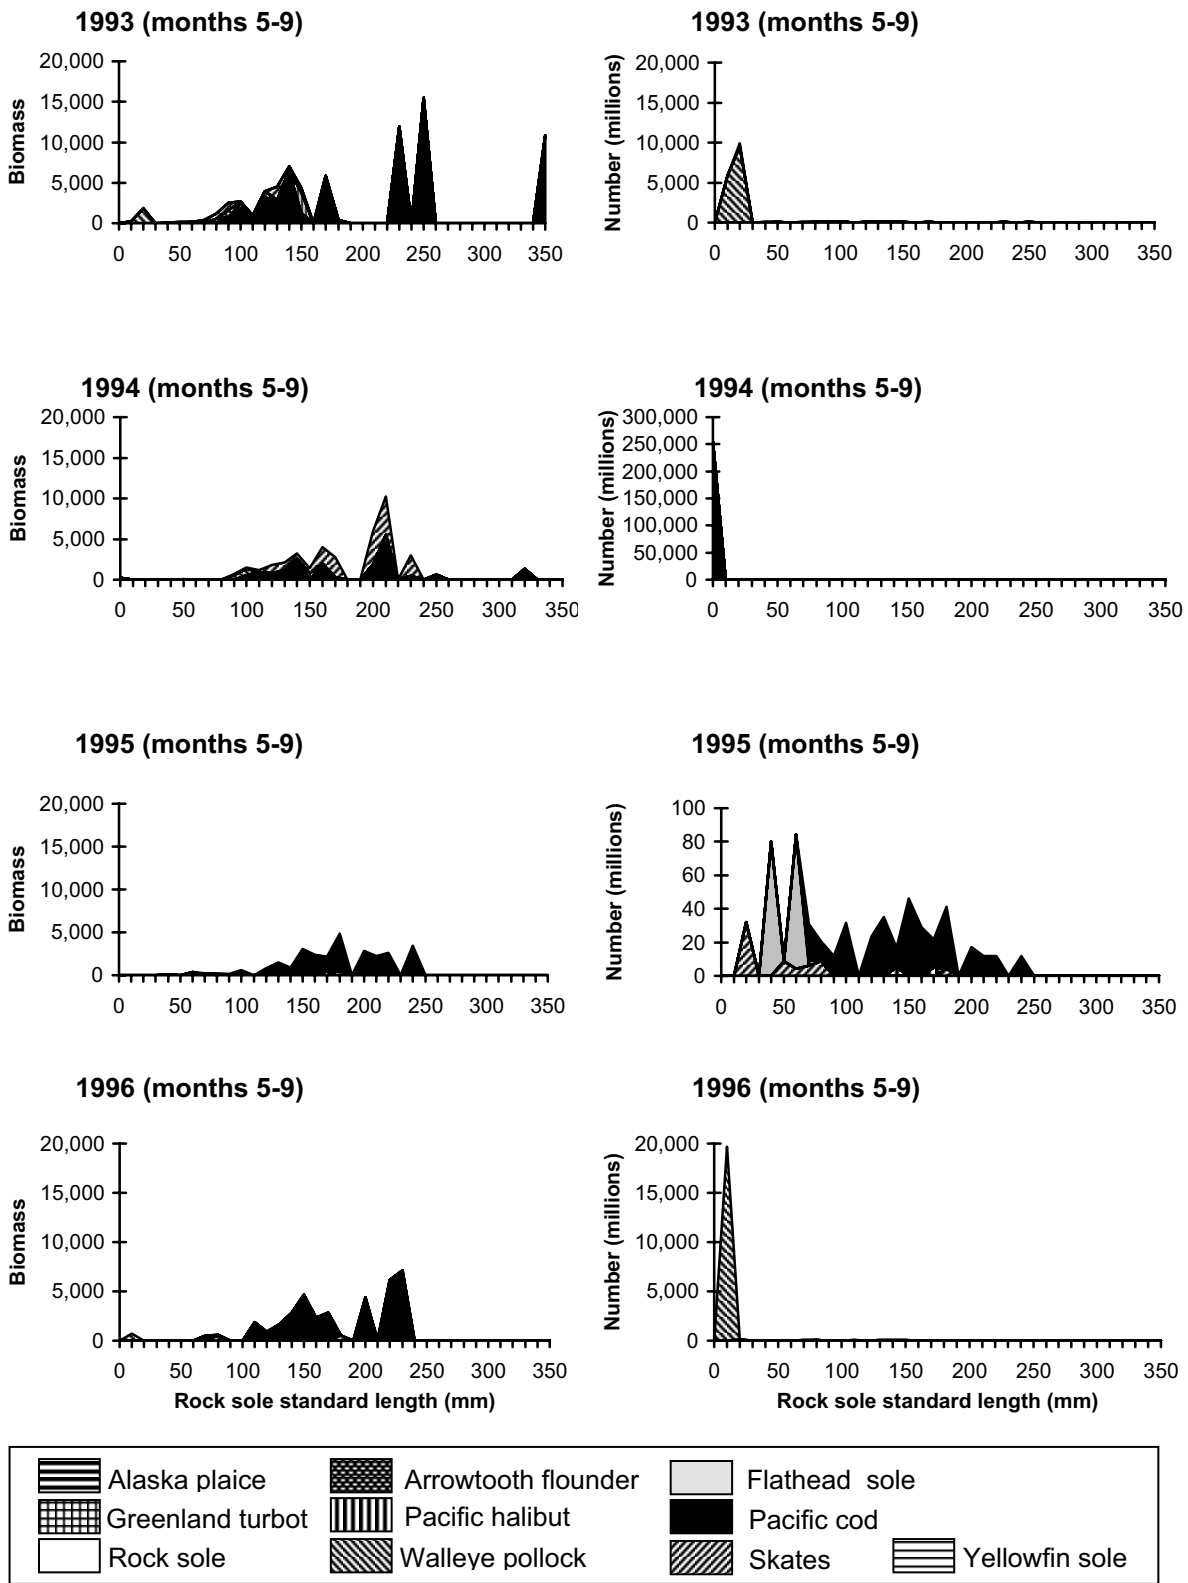 1993 (months 5-9)
1993 (months 5-9)
20,000
15,000
10,000
5,000
0
Biomass
0 50 100 150 200 250 300 350
20,000
15,000
10,000
5,000
0
Number (millions)
0 50 100 150 200 250 300 350
1994 (months 5-9)
1994 (months 5-9)
20,000
15,000
10,000
5,000
0
Biomass
0 50 100 150 200 250 300 350
300,000
250,000
200,000
150,000
100,000
50,000
0
Number (millions)
0 50 100 150 200 250 300 350
1995 (months 5-9)
1995 (months 5-9)
20,000
15,000
10,000
5,000
0
Biomass
0 50 100 150 200 250 300 350
100
80
60
40
20
0
Number (millions)
0 50 100 150 200 250 300 350
1996 (months 5-9)
1996 (months 5-9)
20,000
15,000
10,000
5,000
0
Biomass
0 50 100 150 200 250 300 350
Rock sole standard length (mm)
20,000
15,000
10,000
5,000
0
Number (millions)
0 50 100 150 200 250 300 350
Rock sole standard length (mm)
Alaska plaice Arrowtooth flounder Flathead sole
Greenland turbot Pacific halibut Pacific cod
Rock sole Walleye pollock Skates Yellowfin sole